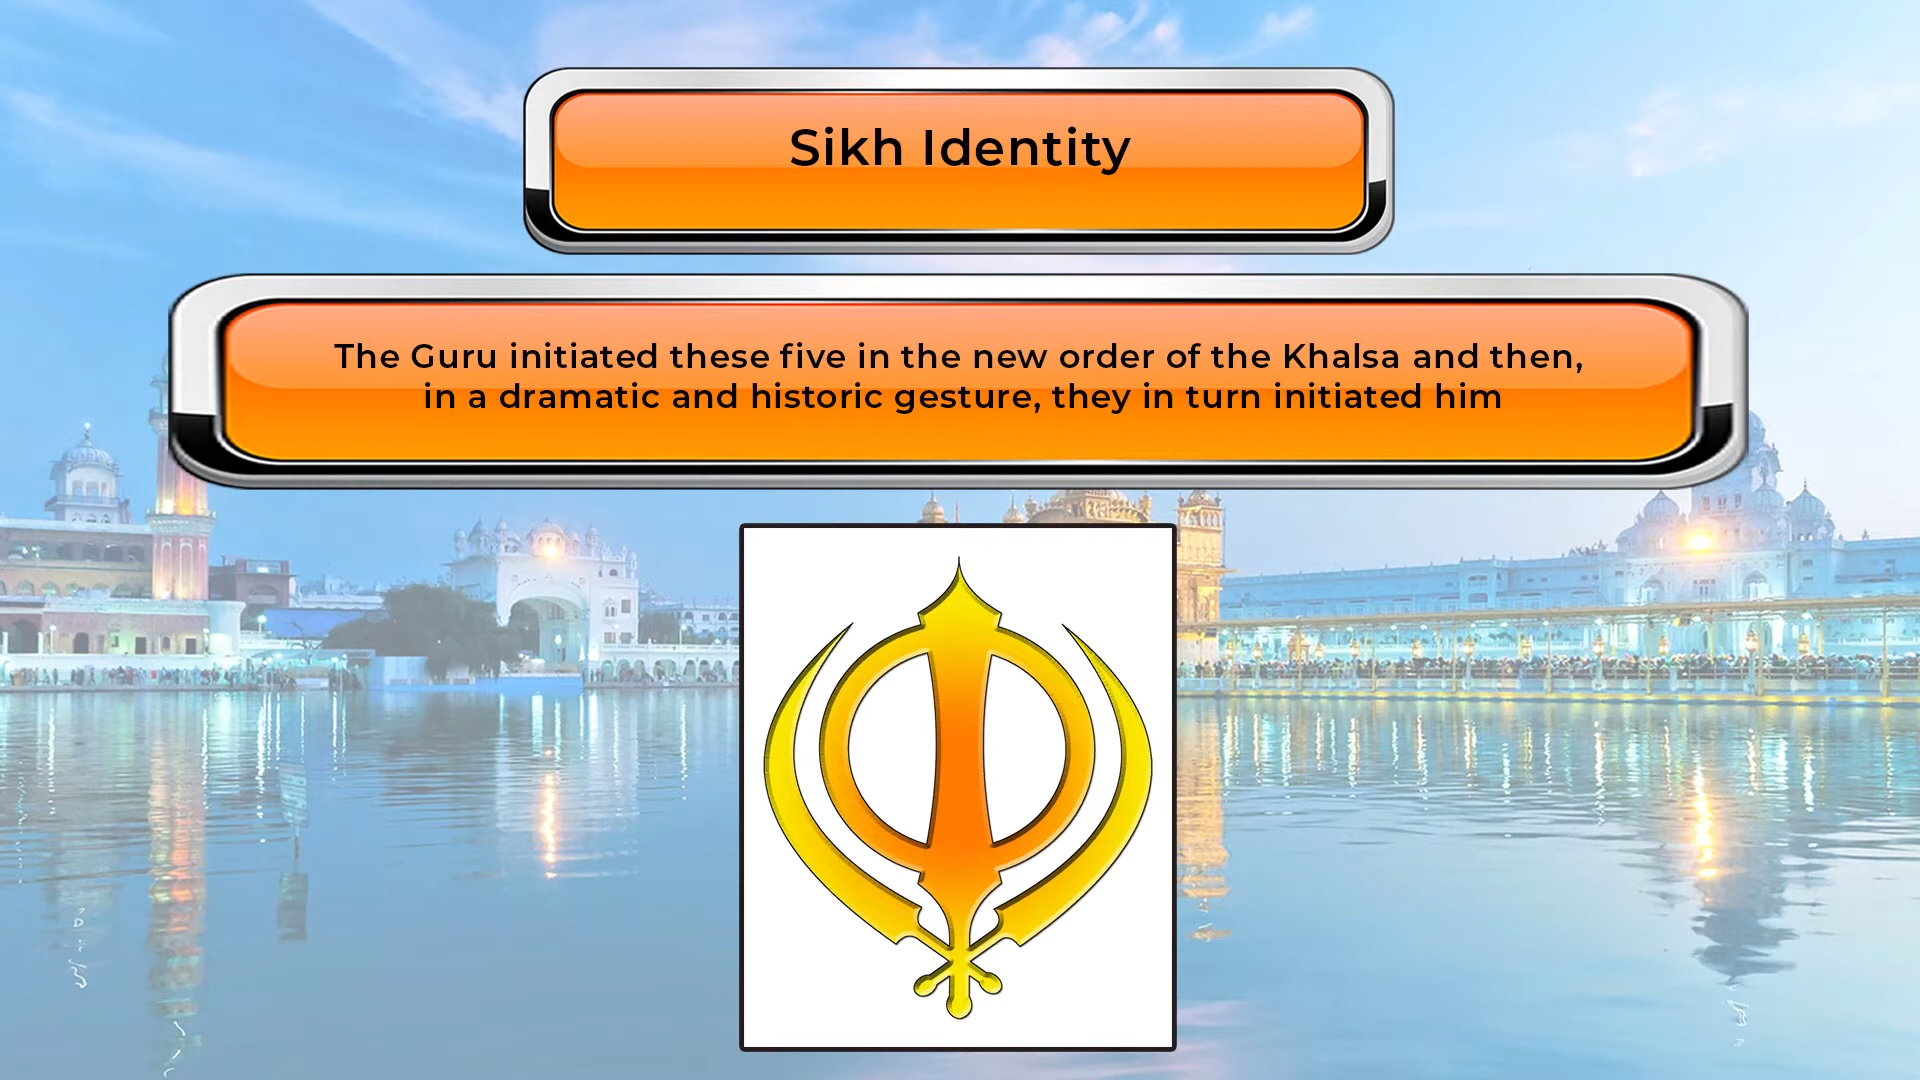 Sikh Identity
The Guru initiated these five in the new order of the Khalsa and then,
in a dramatic and historic gesture, they in turn initiated him